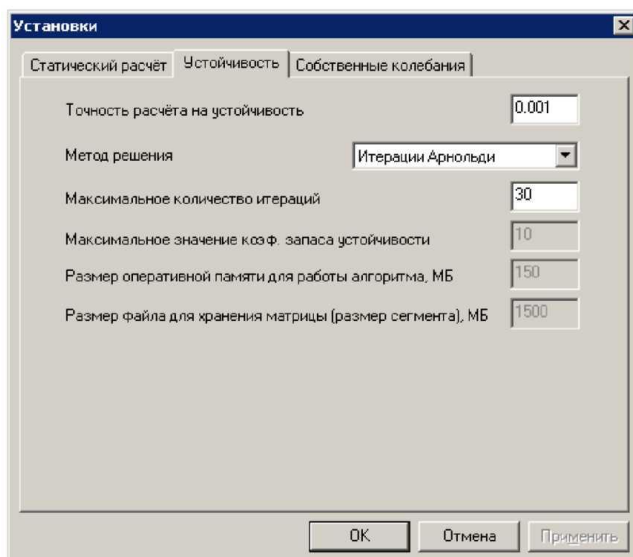 Установки
Статический расчёт Устойчивость Собственные колебания
Точность расчёта на устойчивость 0.001
Метод решения Итерации Арнольди
Максимальное количество итераций 30
Максимальное значение коэф. запаса устойчивости 10
Размер оперативной памяти для работы алгоритма, МБ 150
Размер файла для хранения матрицы (размер сегмента), МБ 1500
OK Отмена Применить